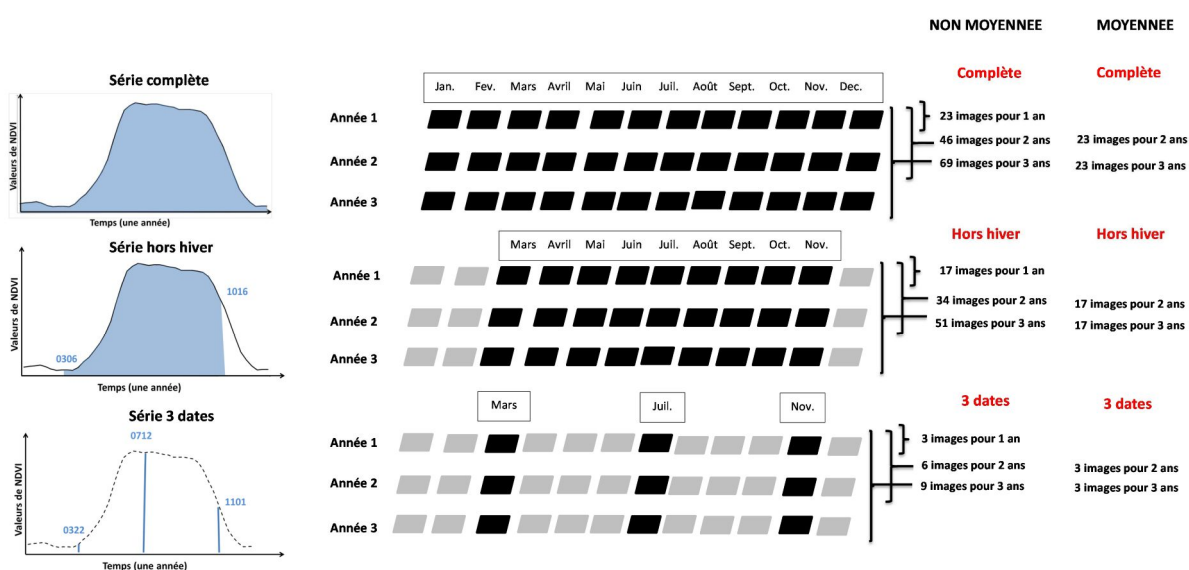 NON MOYENNEE
MOYENNEE
Série complète
Valeurs de NDVI
Temps (une année)
Jan. Fev. Mars Avril Mai Juin Juil. Août Sept. Oct. Nov. Dec.
Année 1
Année 2
Année 3
Complète
Complète
23 images pour 1 an
46 images pour 2 ans
23 images pour 2 ans
69 images pour 3 ans
23 images pour 3 ans
Série hors hiver
Valeurs de NDVI
0306
1016
Temps (une année)
Mars Avril Mai Juin Juil. Août Sept. Oct. Nov.
Année 1
Année 2
Année 3
Hors hiver
Hors hiver
17 images pour 1 an
34 images pour 2 ans
17 images pour 2 ans
51 images pour 3 ans
17 images pour 3 ans
Série 3 dates
Valeurs de NDVI
0322
0712
1101
Temps (une année)
Mars
Juil.
Nov.
Année 1
Année 2
Année 3
3 dates
3 dates
3 images pour 1 an
6 images pour 2 ans
3 images pour 2 ans
9 images pour 3 ans
3 images pour 3 ans